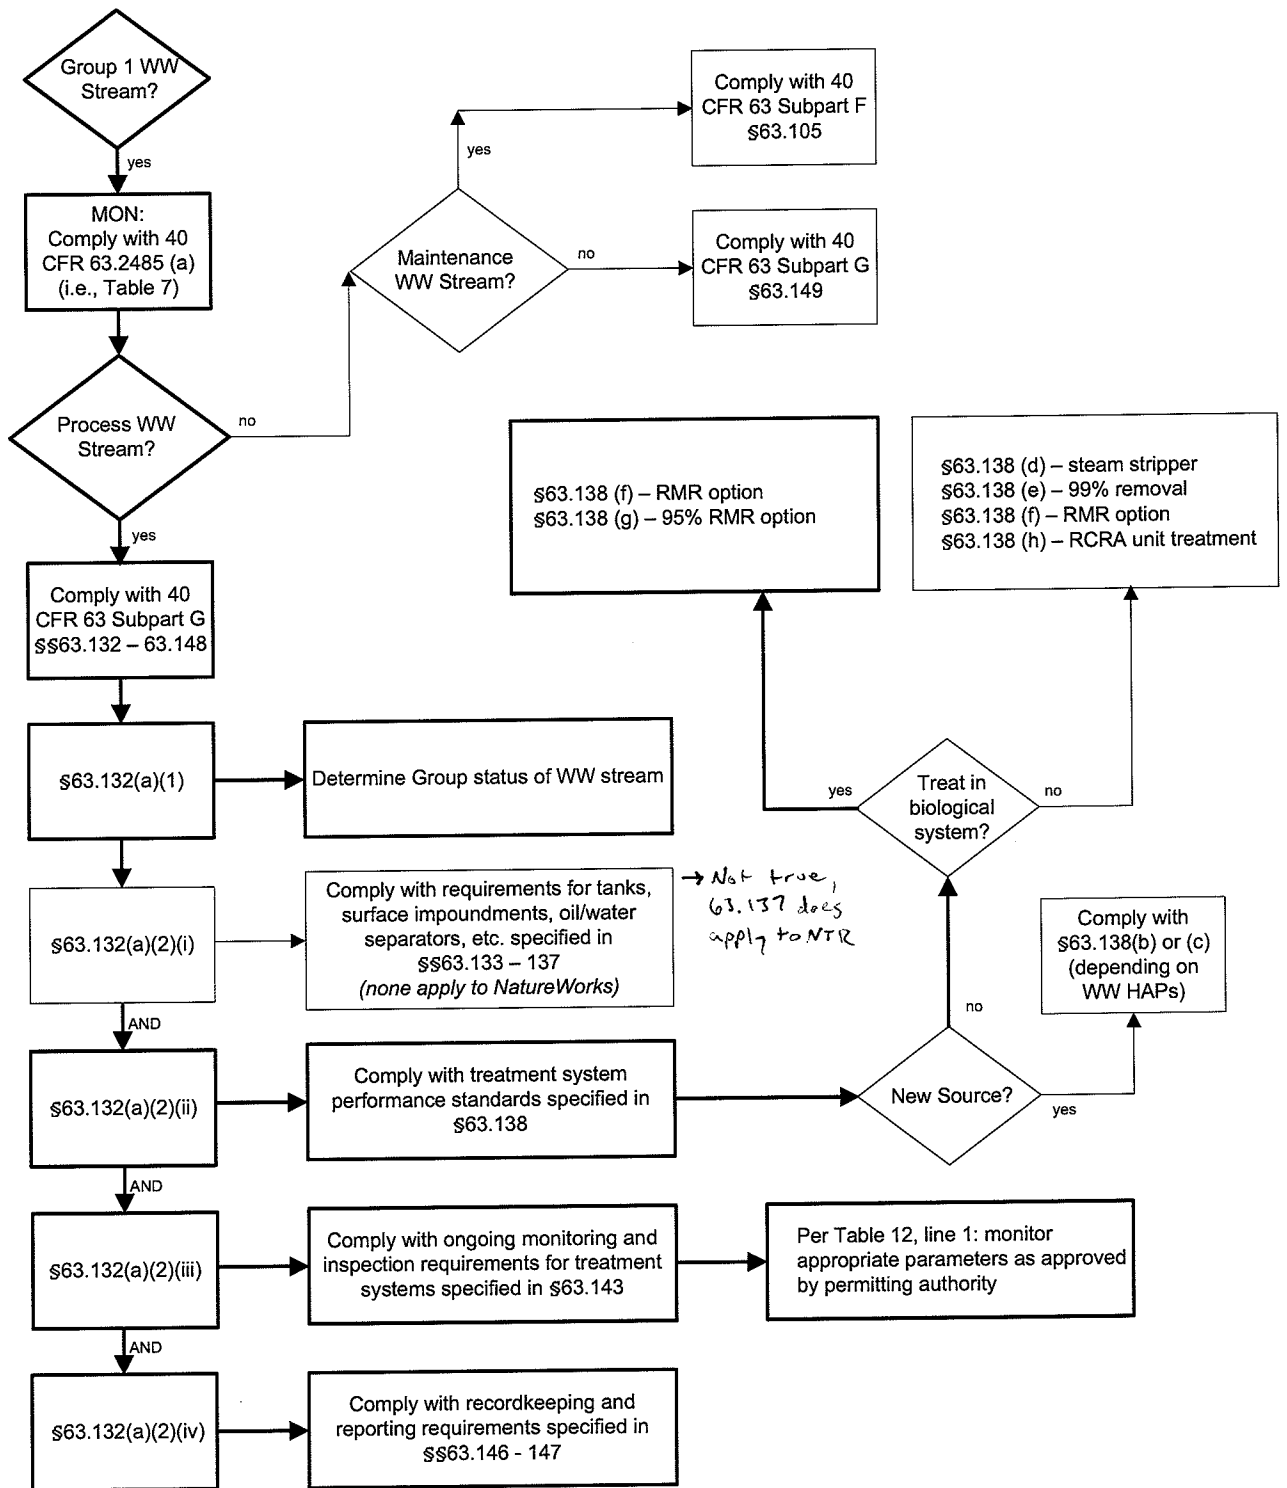 Group 1 WW
Stream?
yes
MON:
Comply with 40
CFR 63.2485 (a)
(i.e., Table 7)
Process WW
Stream?
no
Maintenance
WW Stream?
yes
Comply with 40
CFR 63 Subpart F
§63.105
no
Comply with 40
CFR 63 Subpart G
§63.149
yes
Comply with 40
CFR 63 Subpart G
§§63.132 – 63.148
§63.132(a)(1)
Determine Group status of WW stream
§63.132(a)(2)(i)
Comply with requirements for tanks,
surface impoundments, oil/water
separators, etc. specified in
§§63.133 – 137
(none apply to NatureWorks)
→ Not true,
63.137 does
apply to NTR
AND
§63.132(a)(2)(ii)
Comply with treatment system
performance standards specified in
§63.138
New Source?
yes
Comply with
§63.138(b) or (c)
(depending on
WW HAPs)
no
Treat in
biological
system?
yes
§63.138 (f) – RMR option
§63.138 (g) – 95% RMR option
no
§63.138 (d) – steam stripper
§63.138 (e) – 99% removal
§63.138 (f) – RMR option
§63.138 (h) – RCRA unit treatment
AND
§63.132(a)(2)(iii)
Comply with ongoing monitoring and
inspection requirements for treatment
systems specified in §63.143
Per Table 12, line 1: monitor
appropriate parameters as approved
by permitting authority
AND
§63.132(a)(2)(iv)
Comply with recordkeeping and
reporting requirements specified in
§§63.146 - 147